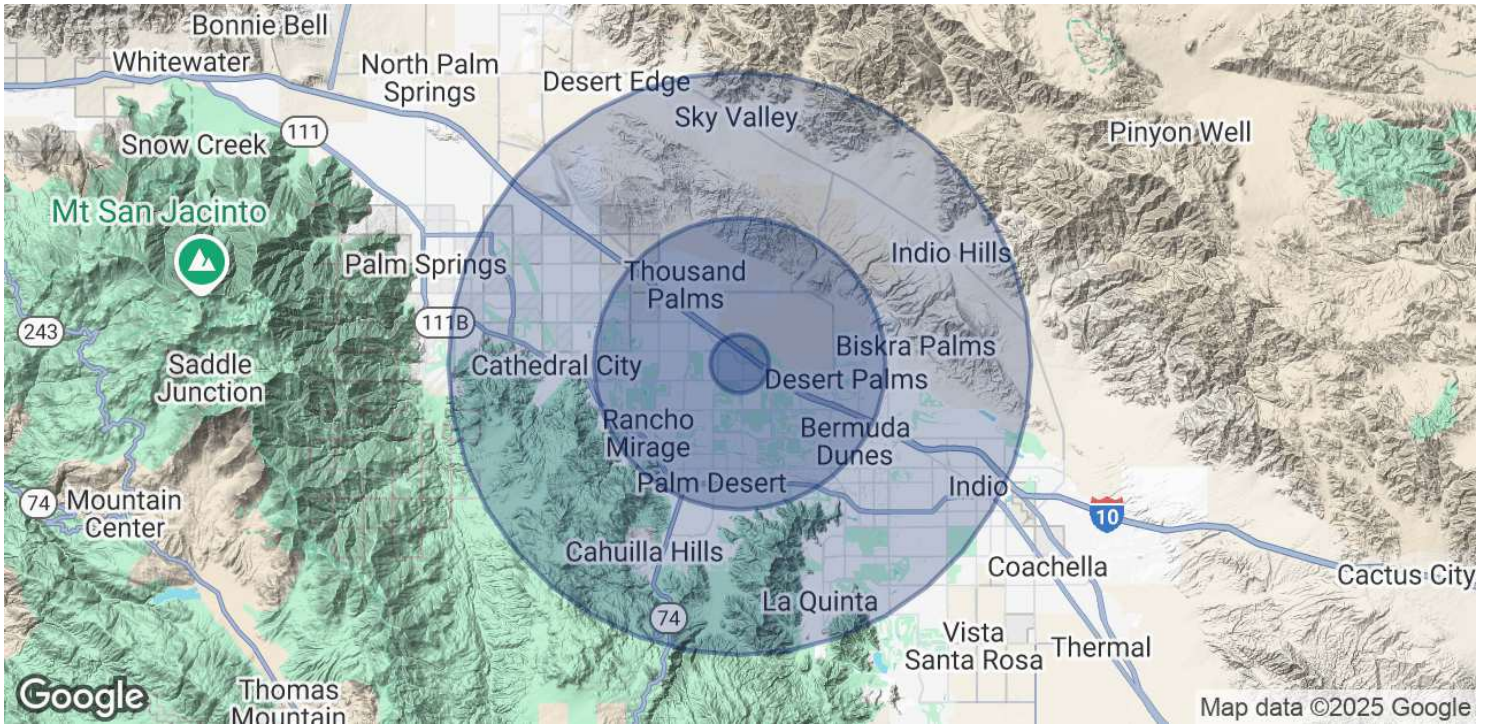 Bonnie Bell
Whitewater
North Palm
Springs
Desert Edge
Sky Valley
111
Snow Creek
Pinyon Well
Mt San Jacinto
Indio Hills
Palm Springs
Thousand
Palms
111B
243
Biskra Palms
Saddle
Junction
Cathedral City
Desert Palms
Rancho
Mirage
Bermuda
Dunes
Palm Desert
Indio
74
Mountain
Center
10
Cahuilla Hills
Coachella
Cactus City
La Quinta
74
Vista
Santa Rosa
Thermal
Google
Thomas
Mountain
Map data ©2025 Google